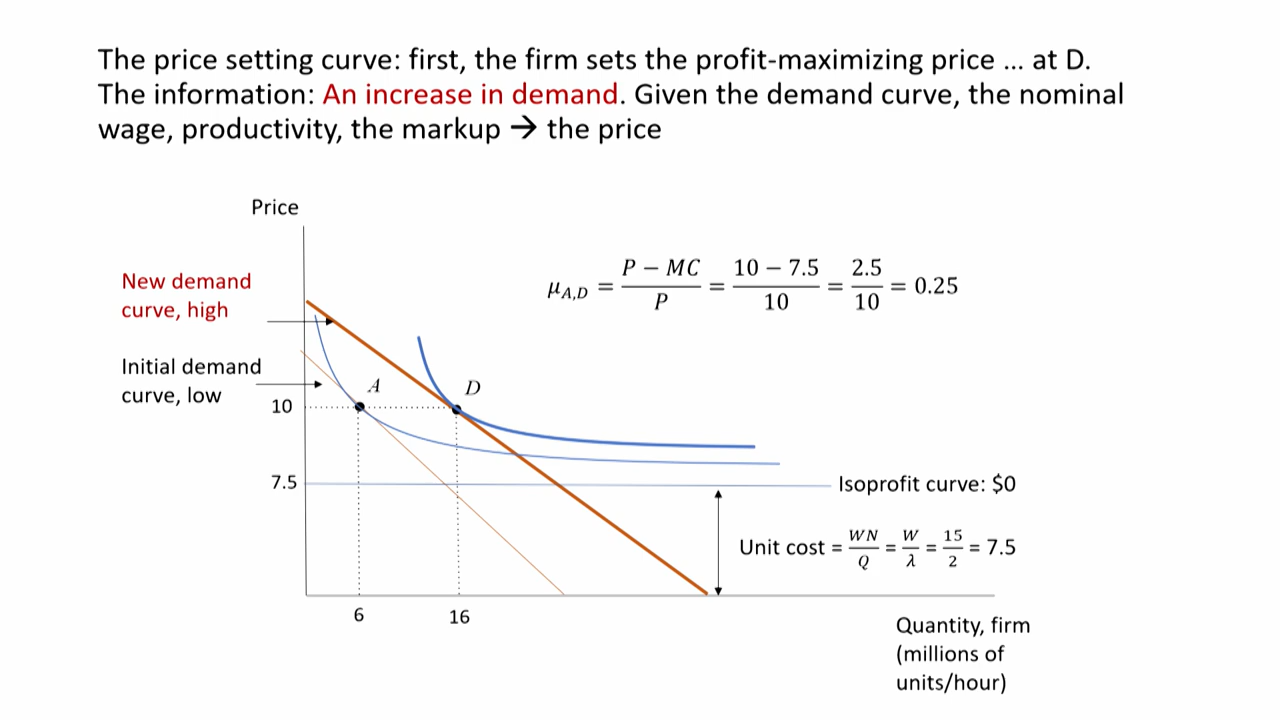 The price setting curve: first, the firm sets the profit-maximizing price ... at D.
The information: An increase in demand. Given the demand curve, the nominal
wage, productivity, the markup → the price
Price
New demand
curve, high
μ_{A,D} = (P − MC)/P = (10 − 7.5)/10 = 2.5/10 = 0.25
Initial demand
curve, low
A
D
10
7.5
Isoprofit curve: $0
Unit cost = WN/Q = W/λ = 15/2 = 7.5
6
16
Quantity, firm
(millions of
units/hour)